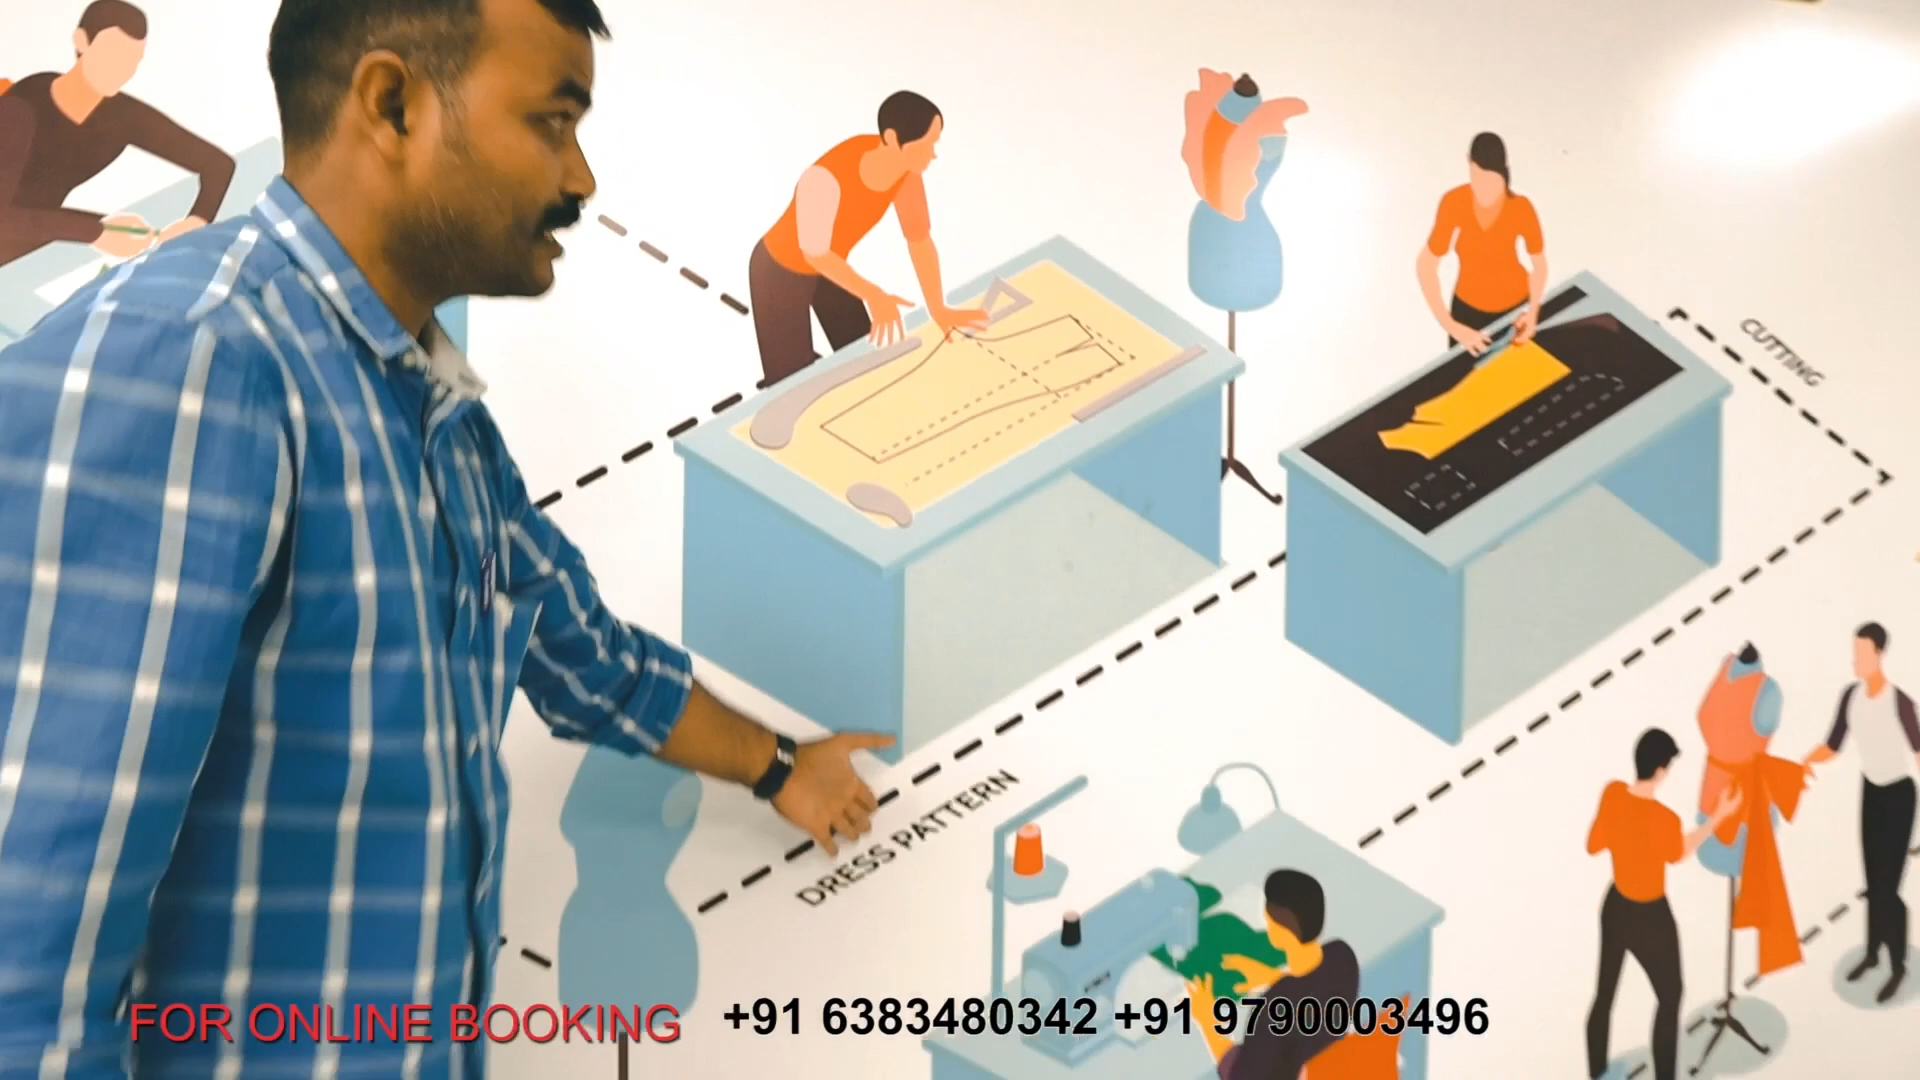 CUTTING
DRESS PATTERN
FOR ONLINE BOOKING +91 6383480342 +91 9790003496